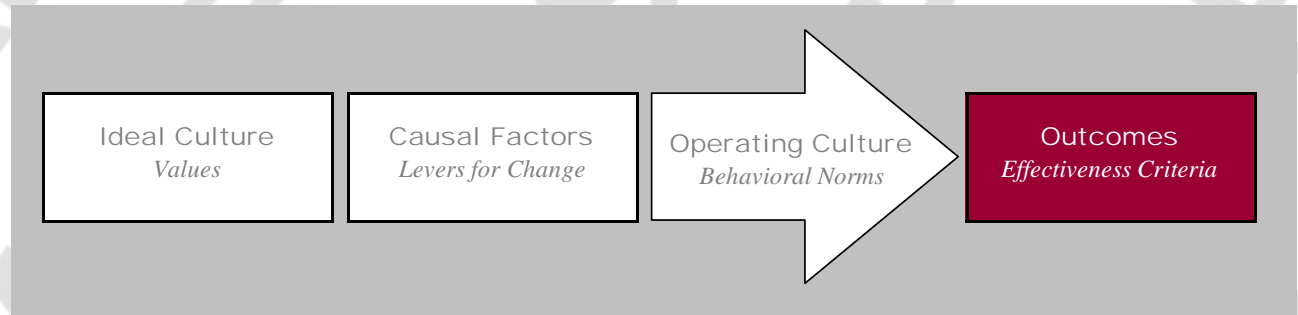 Ideal Culture
Values
Causal Factors
Levers for Change
Operating Culture
Behavioral Norms
Outcomes
Effectiveness Criteria